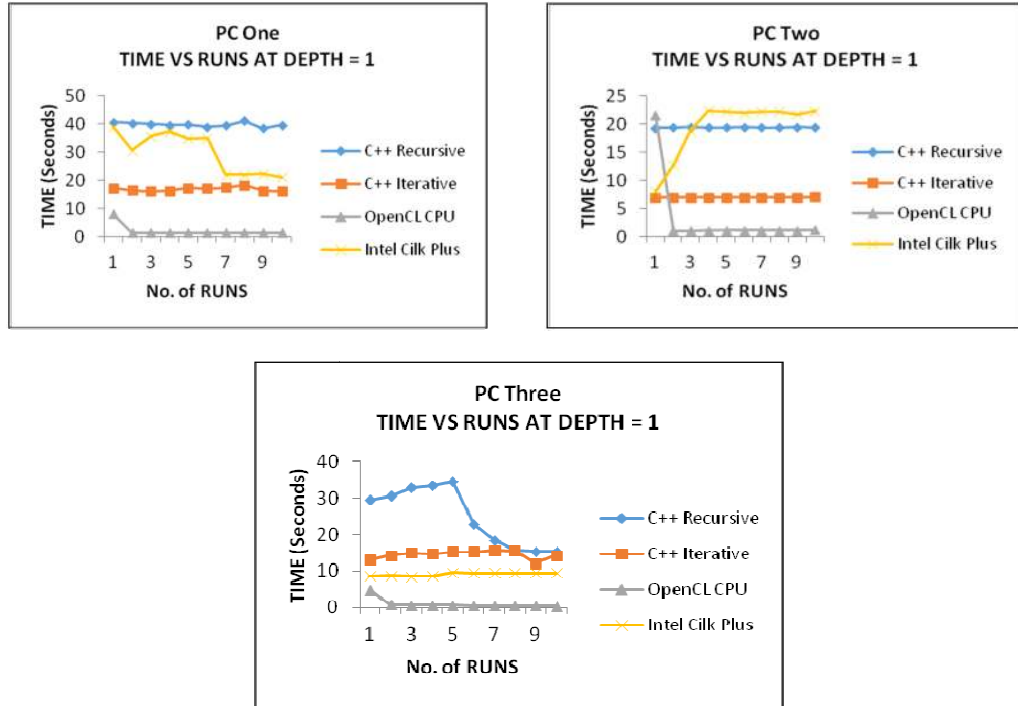 PC One
TIME VS RUNS AT DEPTH = 1
50
40
30
20
10
0
TIME (Seconds)
1 3 5 7 9
No. of RUNS
C++ Recursive
C++ Iterative
OpenCL CPU
Intel Cilk Plus
PC Two
TIME VS RUNS AT DEPTH = 1
25
20
15
10
5
0
TIME (Seconds)
1 3 5 7 9
No. of RUNS
C++ Recursive
C++ Iterative
OpenCL CPU
Intel Cilk Plus
PC Three
TIME VS RUNS AT DEPTH = 1
40
30
20
10
0
TIME (Seconds)
1 3 5 7 9
No. of RUNS
C++ Recursive
C++ Iterative
OpenCL CPU
Intel Cilk Plus